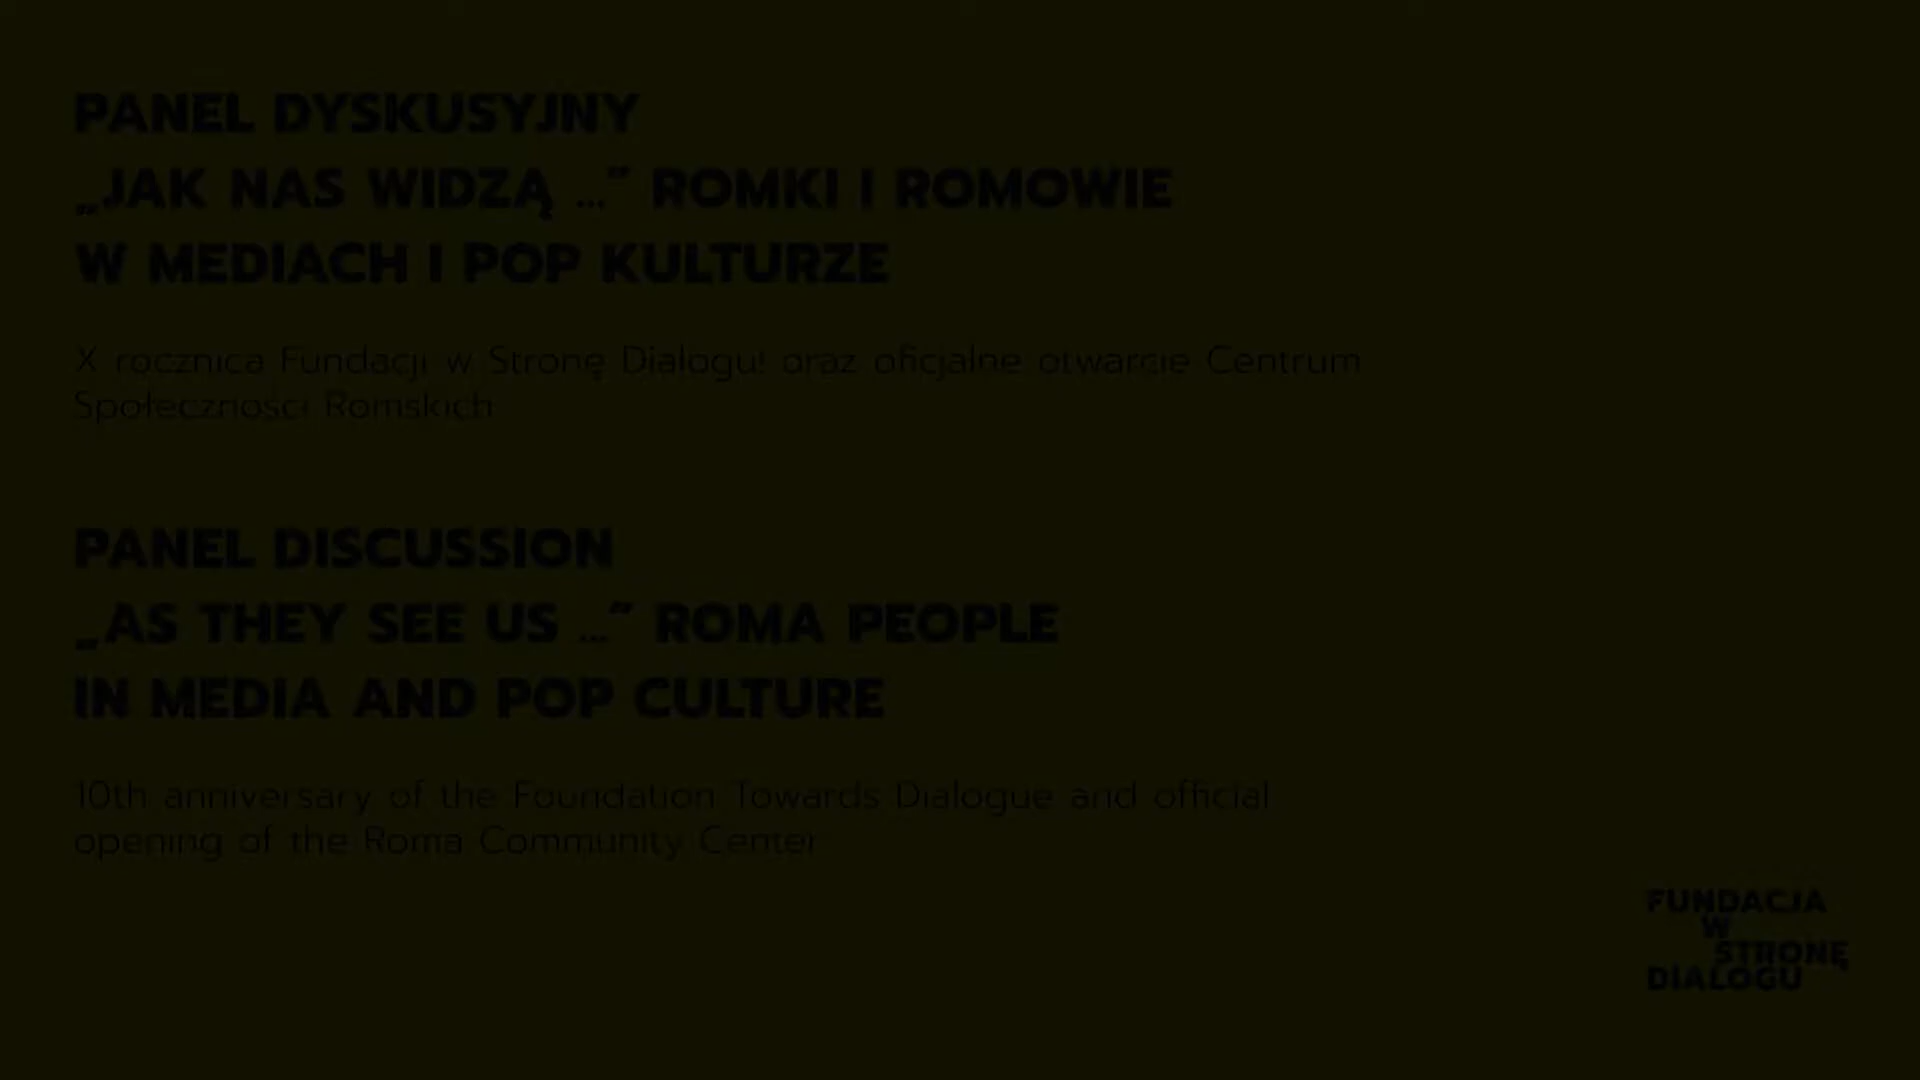 PANEL DYSKUSYJNY
„JAK NAS WIDZĄ ...” ROMKI I ROMOWIE
W MEDIACH I POP KULTURZE
X rocznica Fundacji w Stronę Dialogu! oraz oficjalne otwarcie Centrum
Społeczności Romskich
PANEL DISCUSSION
„AS THEY SEE US ...” ROMA PEOPLE
IN MEDIA AND POP CULTURE
10th anniversary of the Foundation Towards Dialogue and official
opening of the Roma Community Center
FUNDACJA
W
STRONĘ
DIALOGU